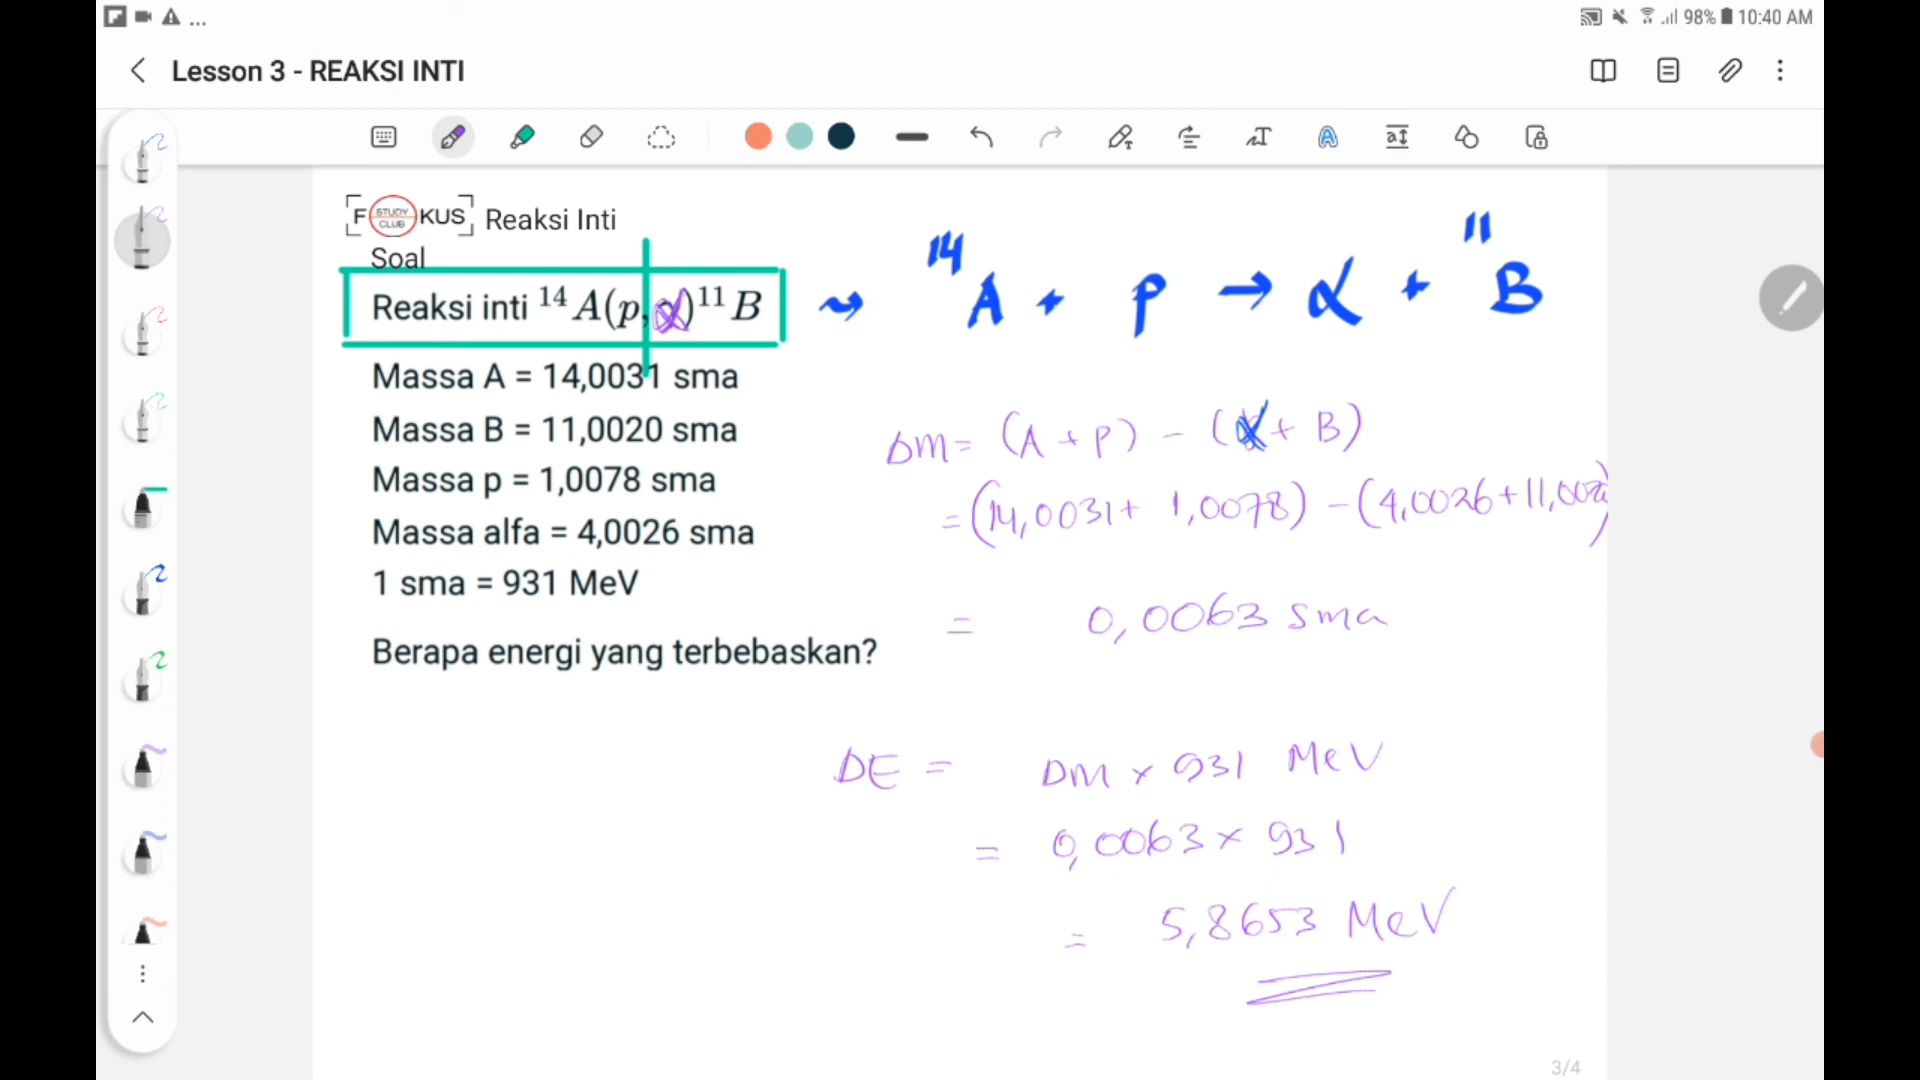 ... 98% 10:40 AM
Lesson 3 - REAKSI INTI
FOKUS STUDY CLUB Reaksi Inti
Soal
Reaksi inti ¹⁴A(p,α)¹¹B ⇝ ¹⁴A + p → α + ¹¹B
Massa A = 14,0031 sma
Massa B = 11,0020 sma
Massa p = 1,0078 sma
Massa alfa = 4,0026 sma
1 sma = 931 MeV
Berapa energi yang terbebaskan?
Δm = (A + p) - (α + B)
= (14,0031 + 1,0078) - (4,0026 + 11,002)
= 0,0063 sma
ΔE = Δm x 931 MeV
= 0,0063 x 931
= 5,8653 MeV
3/4